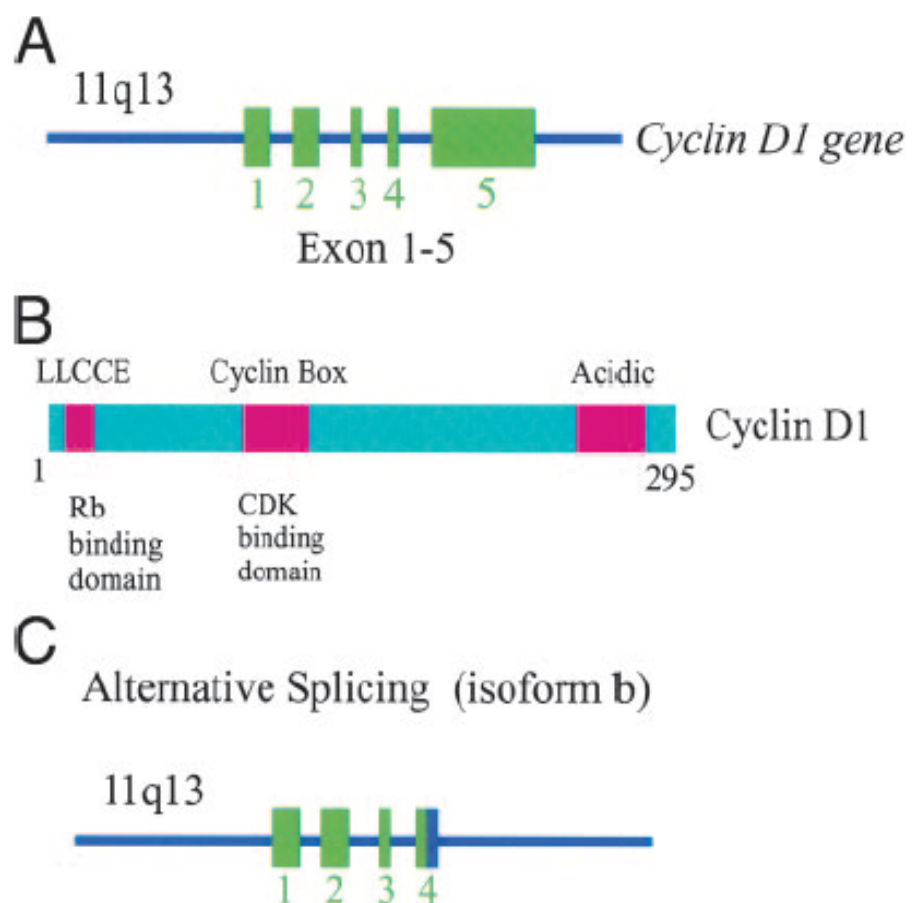 A
11q13
Cyclin D1 gene
1 2 3 4 5
Exon 1-5
B
LLCCE Cyclin Box Acidic
Cyclin D1
1 295
Rb binding domain
CDK binding domain
C
Alternative Splicing (isoform b)
11q13
1 2 3 4